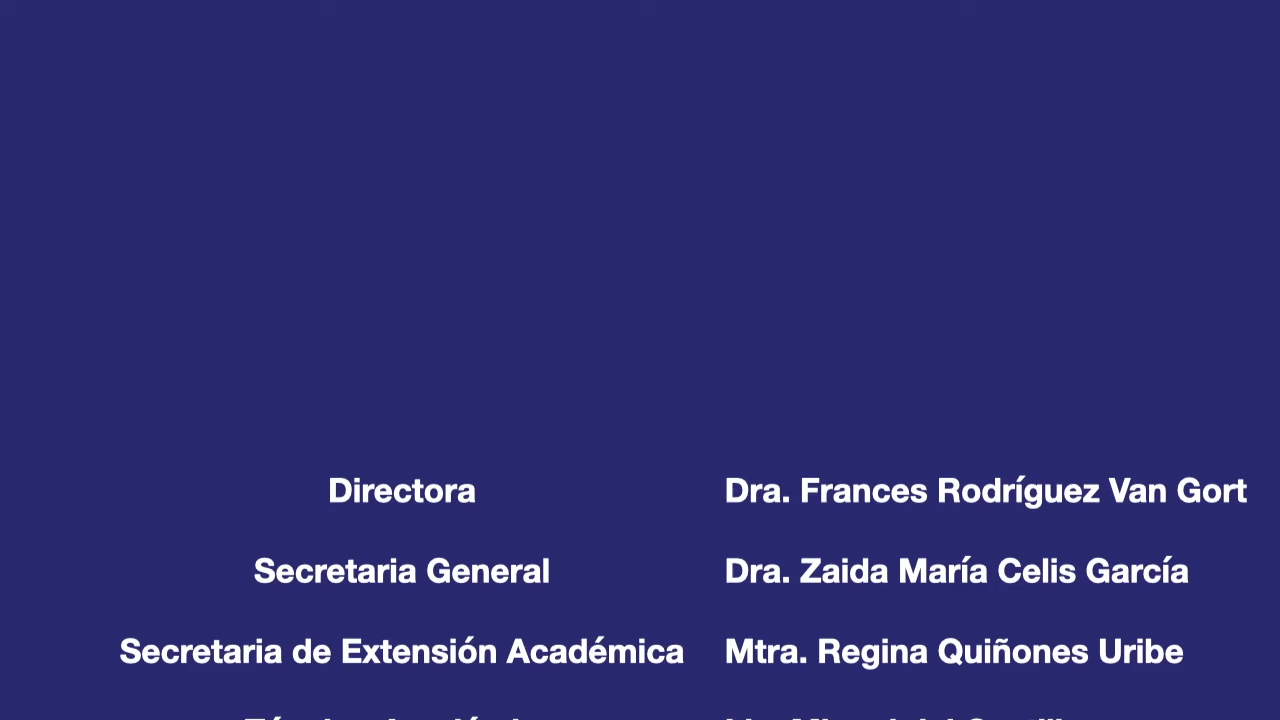 Directora Dra. Frances Rodríguez Van Gort
Secretaria General Dra. Zaida María Celis García
Secretaria de Extensión Académica Mtra. Regina Quiñones Uribe